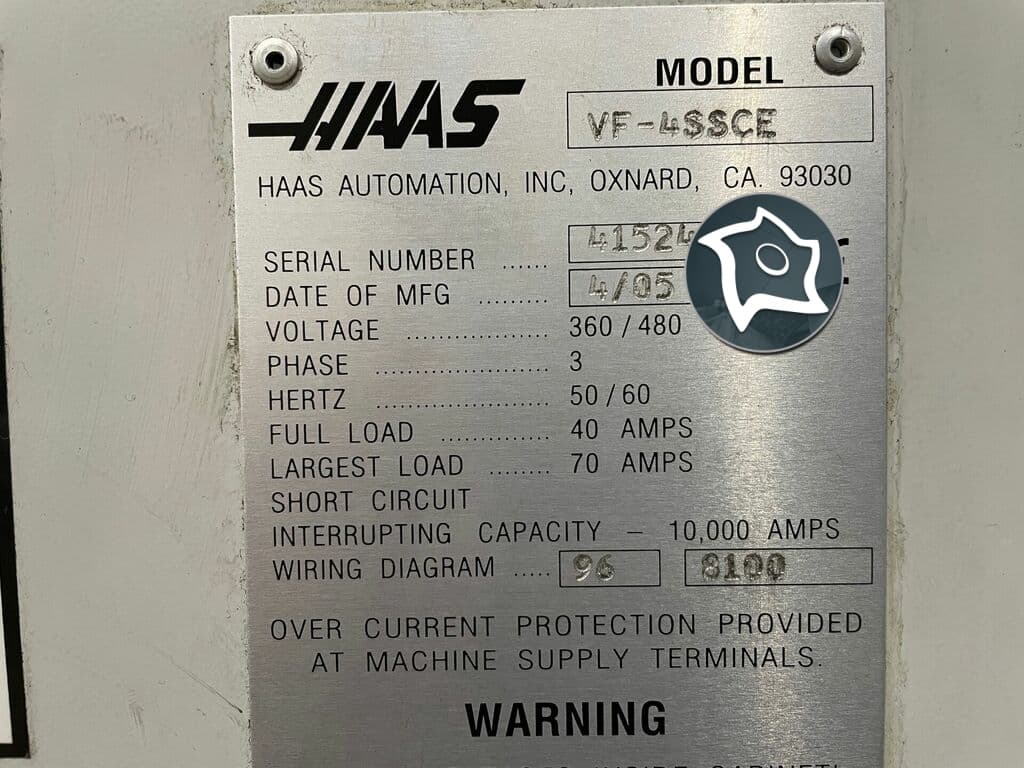 HAAS
MODEL
VF-4SSCE
HAAS AUTOMATION, INC, OXNARD, CA. 93030
SERIAL NUMBER ...... 41524
DATE OF MFG ......... 4/05
VOLTAGE .................. 360 / 480
PHASE ...................... 3
HERTZ ...................... 50 / 60
FULL LOAD .............. 40 AMPS
LARGEST LOAD ........ 70 AMPS
SHORT CIRCUIT
INTERRUPTING CAPACITY – 10,000 AMPS
WIRING DIAGRAM ..... 96 8100
OVER CURRENT PROTECTION PROVIDED
AT MACHINE SUPPLY TERMINALS.
WARNING